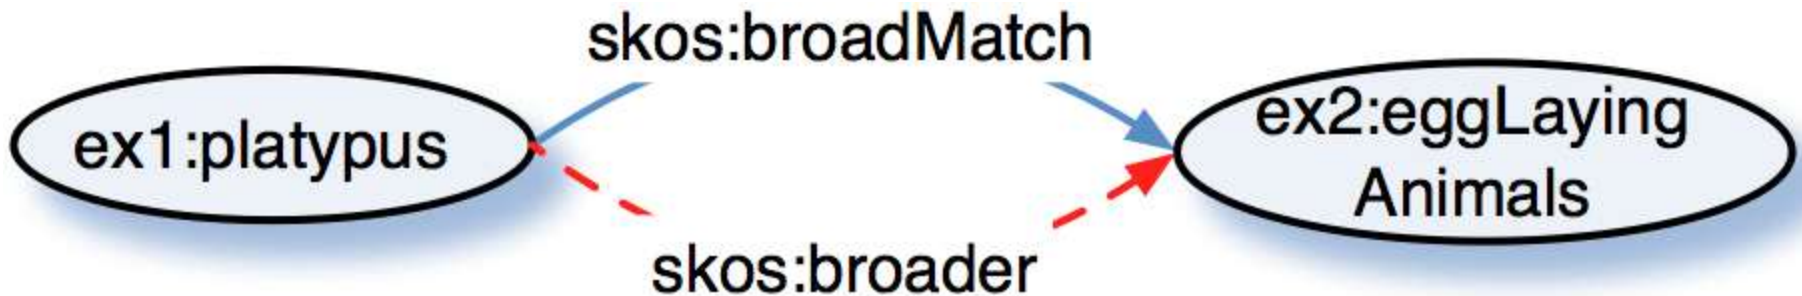 skos:broadMatch
ex1:platypus
ex2:eggLaying
Animals
skos:broader